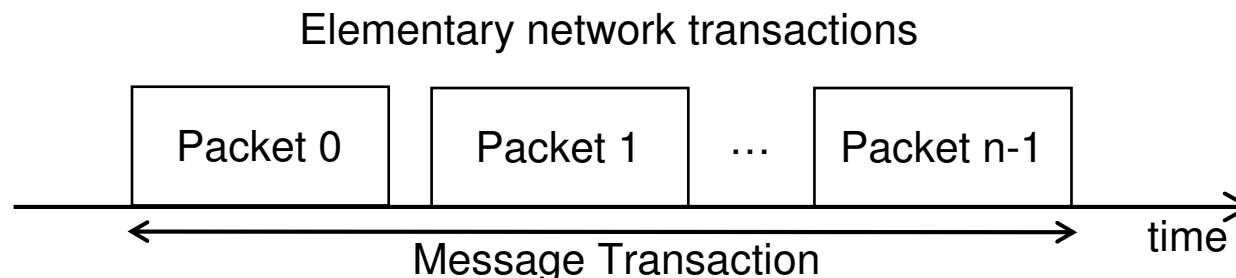 Elementary network transactions
Packet 0 Packet 1 ... Packet n-1
time
Message Transaction